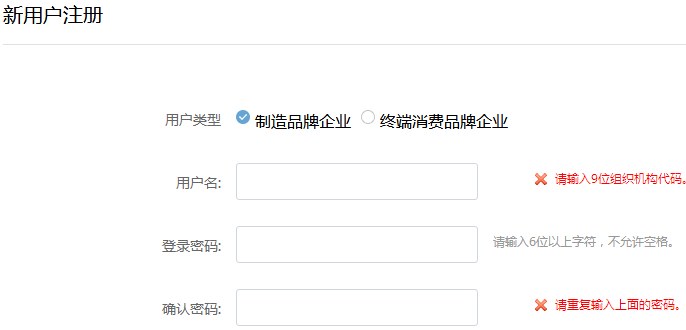 新用户注册
用户类型 制造品牌企业 终端消费品牌企业
用户名: 请输入9位组织机构代码。
登录密码: 请输入6位以上字符，不允许空格。
确认密码: 请重复输入上面的密码。